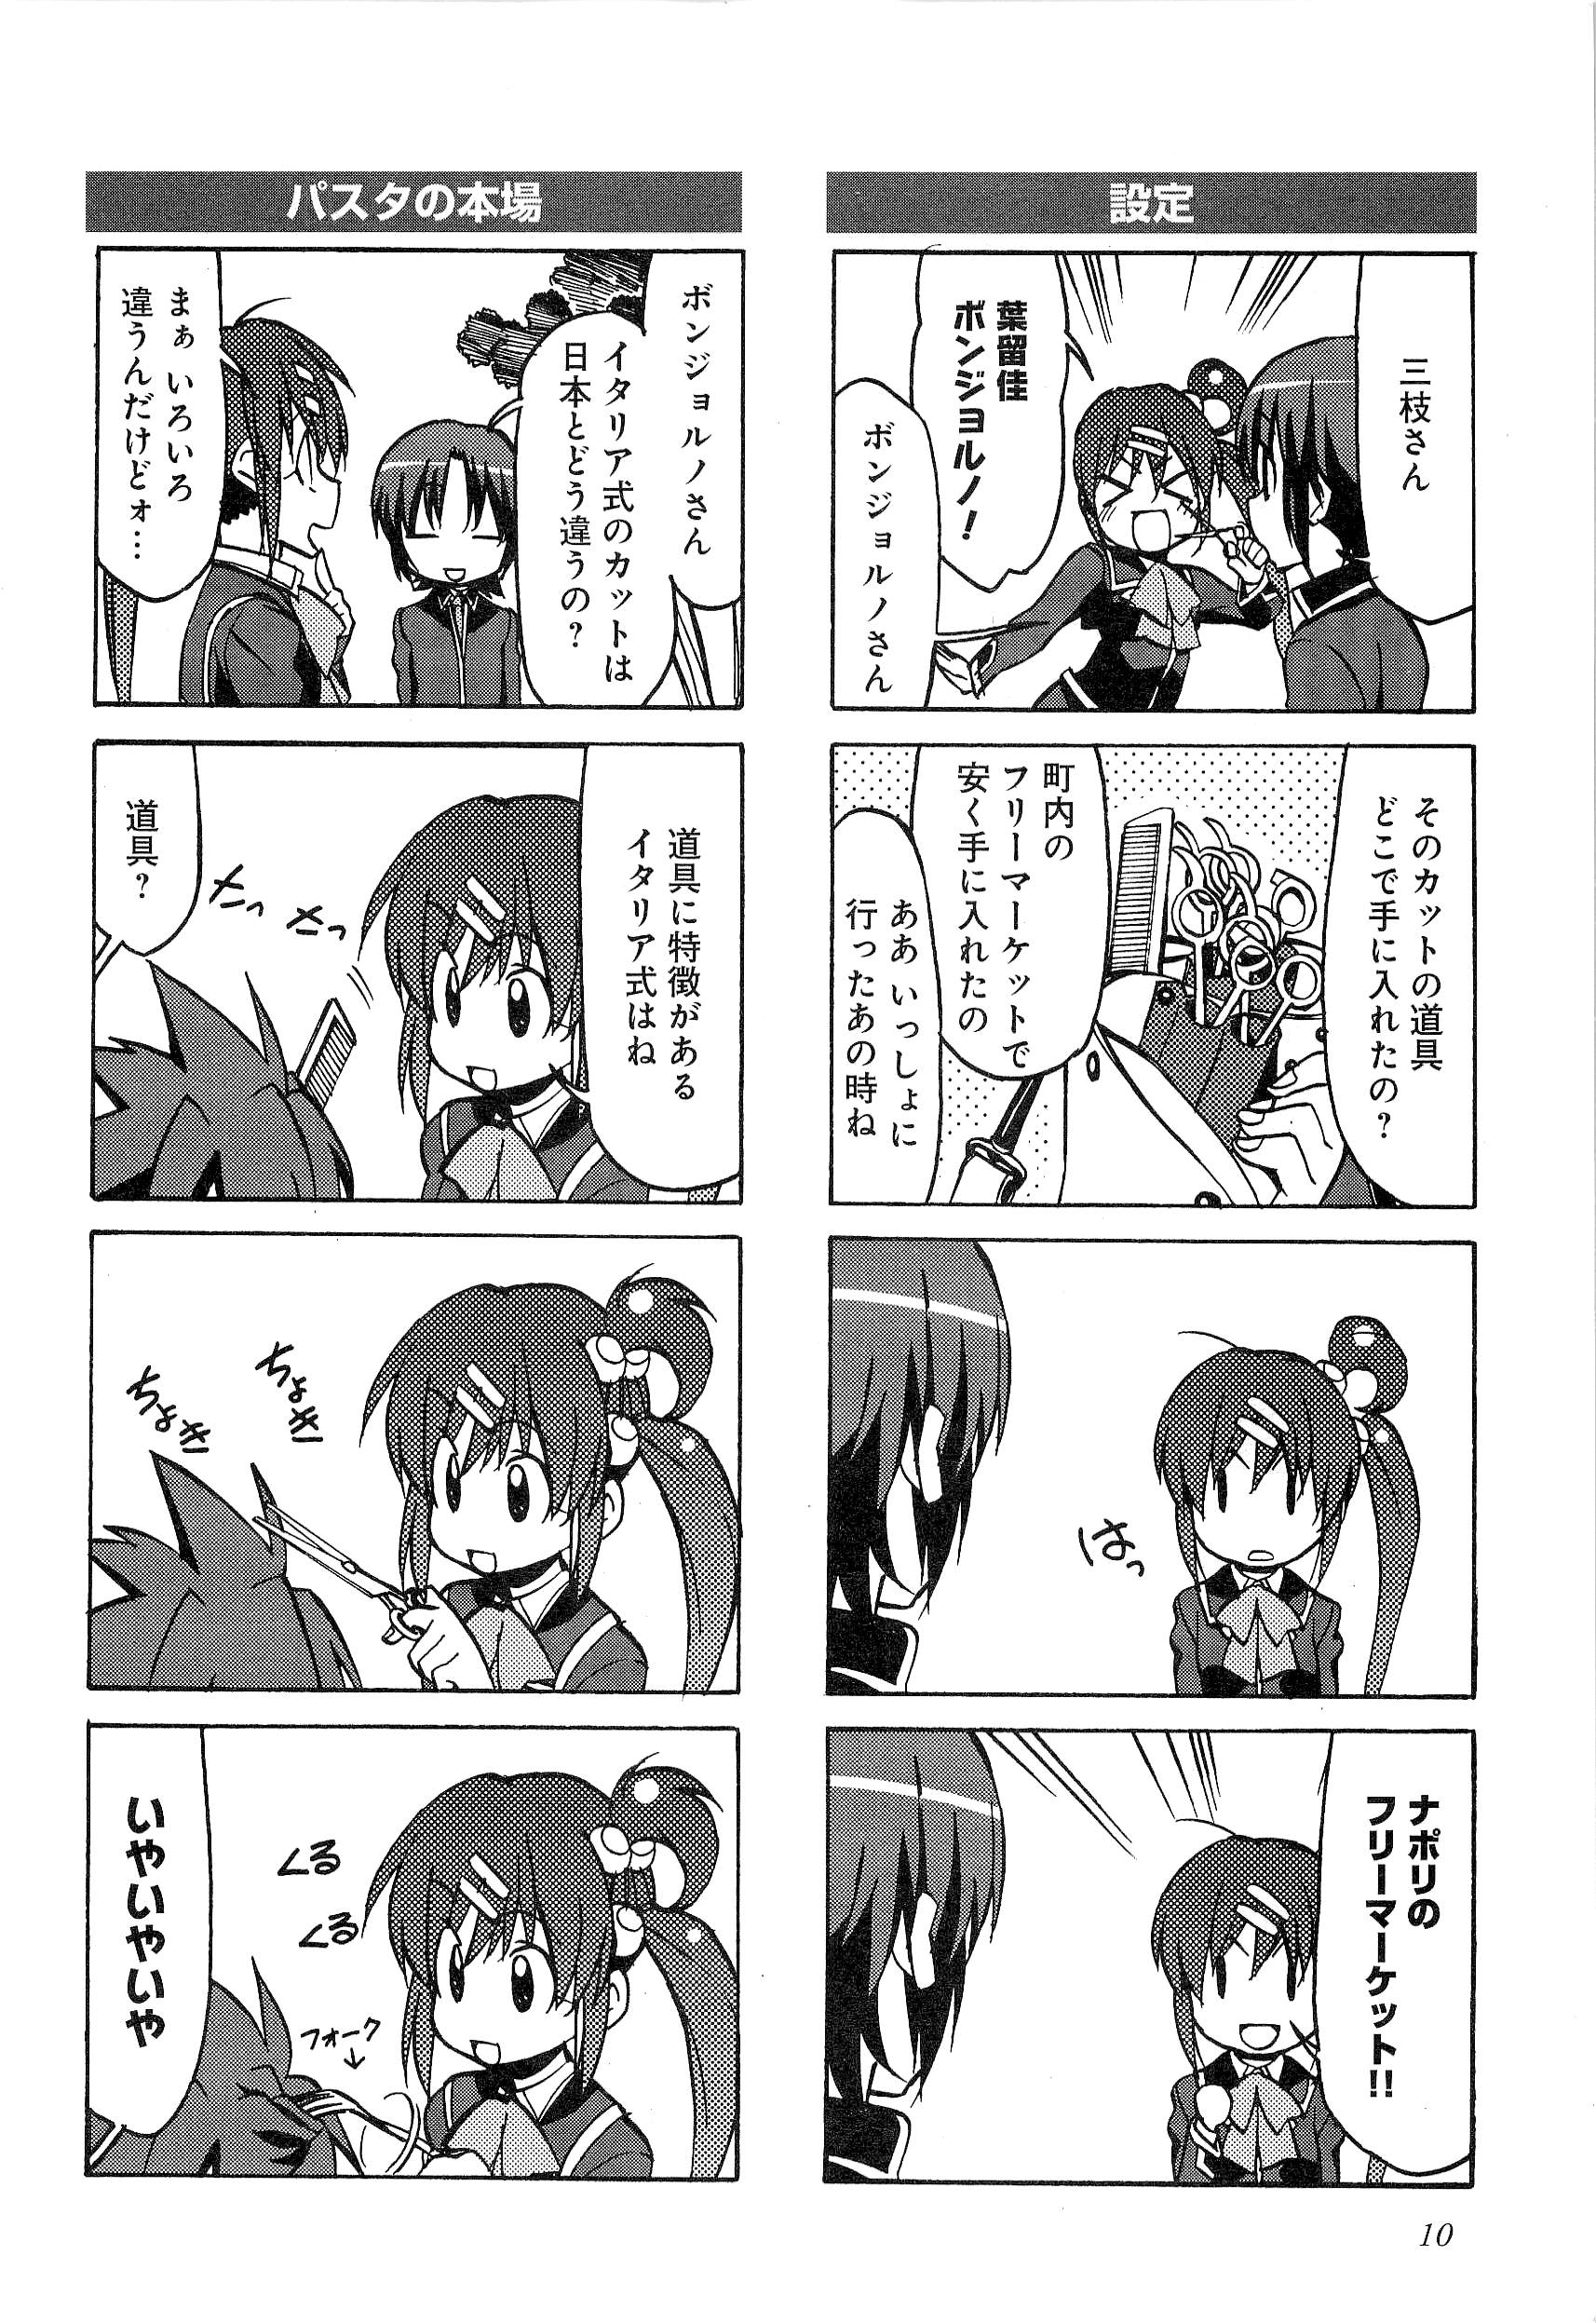 設定
三枝さん
葉留佳
ボンジョルノ！
ボンジョルノさん
そのカットの道具
どこで手に入れたの？
町内の
フリーマーケットで
安く手に入れたの
ああ いっしょに
行ったあの時ね
はっ
ナポリの
フリーマーケット!!
パスタの本場
ボンジョルノさん
イタリア式のカットは
日本とどう違うの？
まぁ いろいろ
違うんだけどォ…
道具に特徴がある
イタリア式はね
さっ
さっ
道具？
ちょき
ちょき
くる
くる
フォーク
いやいやいや
10